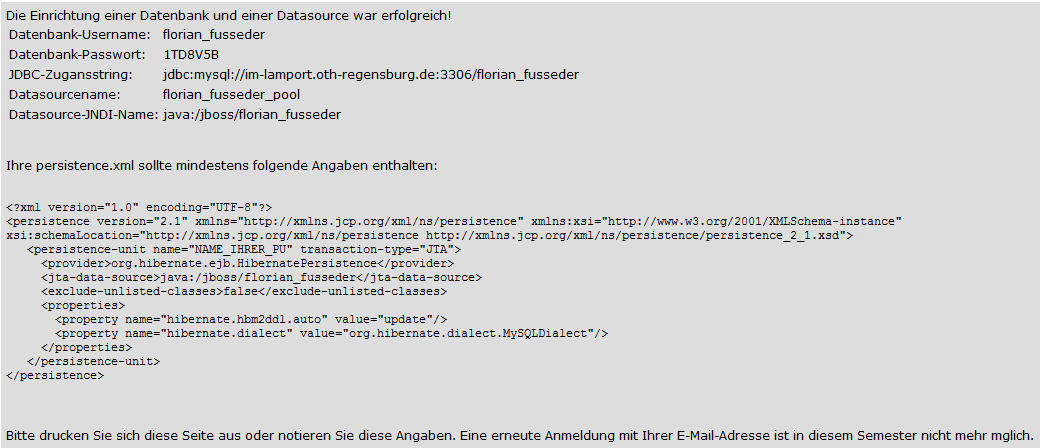 Die Einrichtung einer Datenbank und einer Datasource war erfolgreich!
Datenbank-Username: florian_fusseder
Datenbank-Passwort: 1TD8V5B
JDBC-Zugansstring: jdbc:mysql://im-lamport.oth-regensburg.de:3306/florian_fusseder
Datasourcename: florian_fusseder_pool
Datasource-JNDI-Name: java:/jboss/florian_fusseder
Ihre persistence.xml sollte mindestens folgende Angaben enthalten:
<?xml version="1.0" encoding="UTF-8"?>
<persistence version="2.1" xmlns="http://xmlns.jcp.org/xml/ns/persistence" xmlns:xsi="http://www.w3.org/2001/XMLSchema-instance"
xsi:schemaLocation="http://xmlns.jcp.org/xml/ns/persistence http://xmlns.jcp.org/xml/ns/persistence/persistence_2_1.xsd">
<persistence-unit name="NAME_IHRER_PU" transaction-type="JTA">
<provider>org.hibernate.ejb.HibernatePersistence</provider>
<jta-data-source>java:/jboss/florian_fusseder</jta-data-source>
<exclude-unlisted-classes>false</exclude-unlisted-classes>
<properties>
<property name="hibernate.hbm2ddl.auto" value="update"/>
<property name="hibernate.dialect" value="org.hibernate.dialect.MySQLDialect"/>
</properties>
</persistence-unit>
</persistence>
Bitte drucken Sie sich diese Seite aus oder notieren Sie diese Angaben. Eine erneute Anmeldung mit Ihrer E-Mail-Adresse ist in diesem Semester nicht mehr mglich.